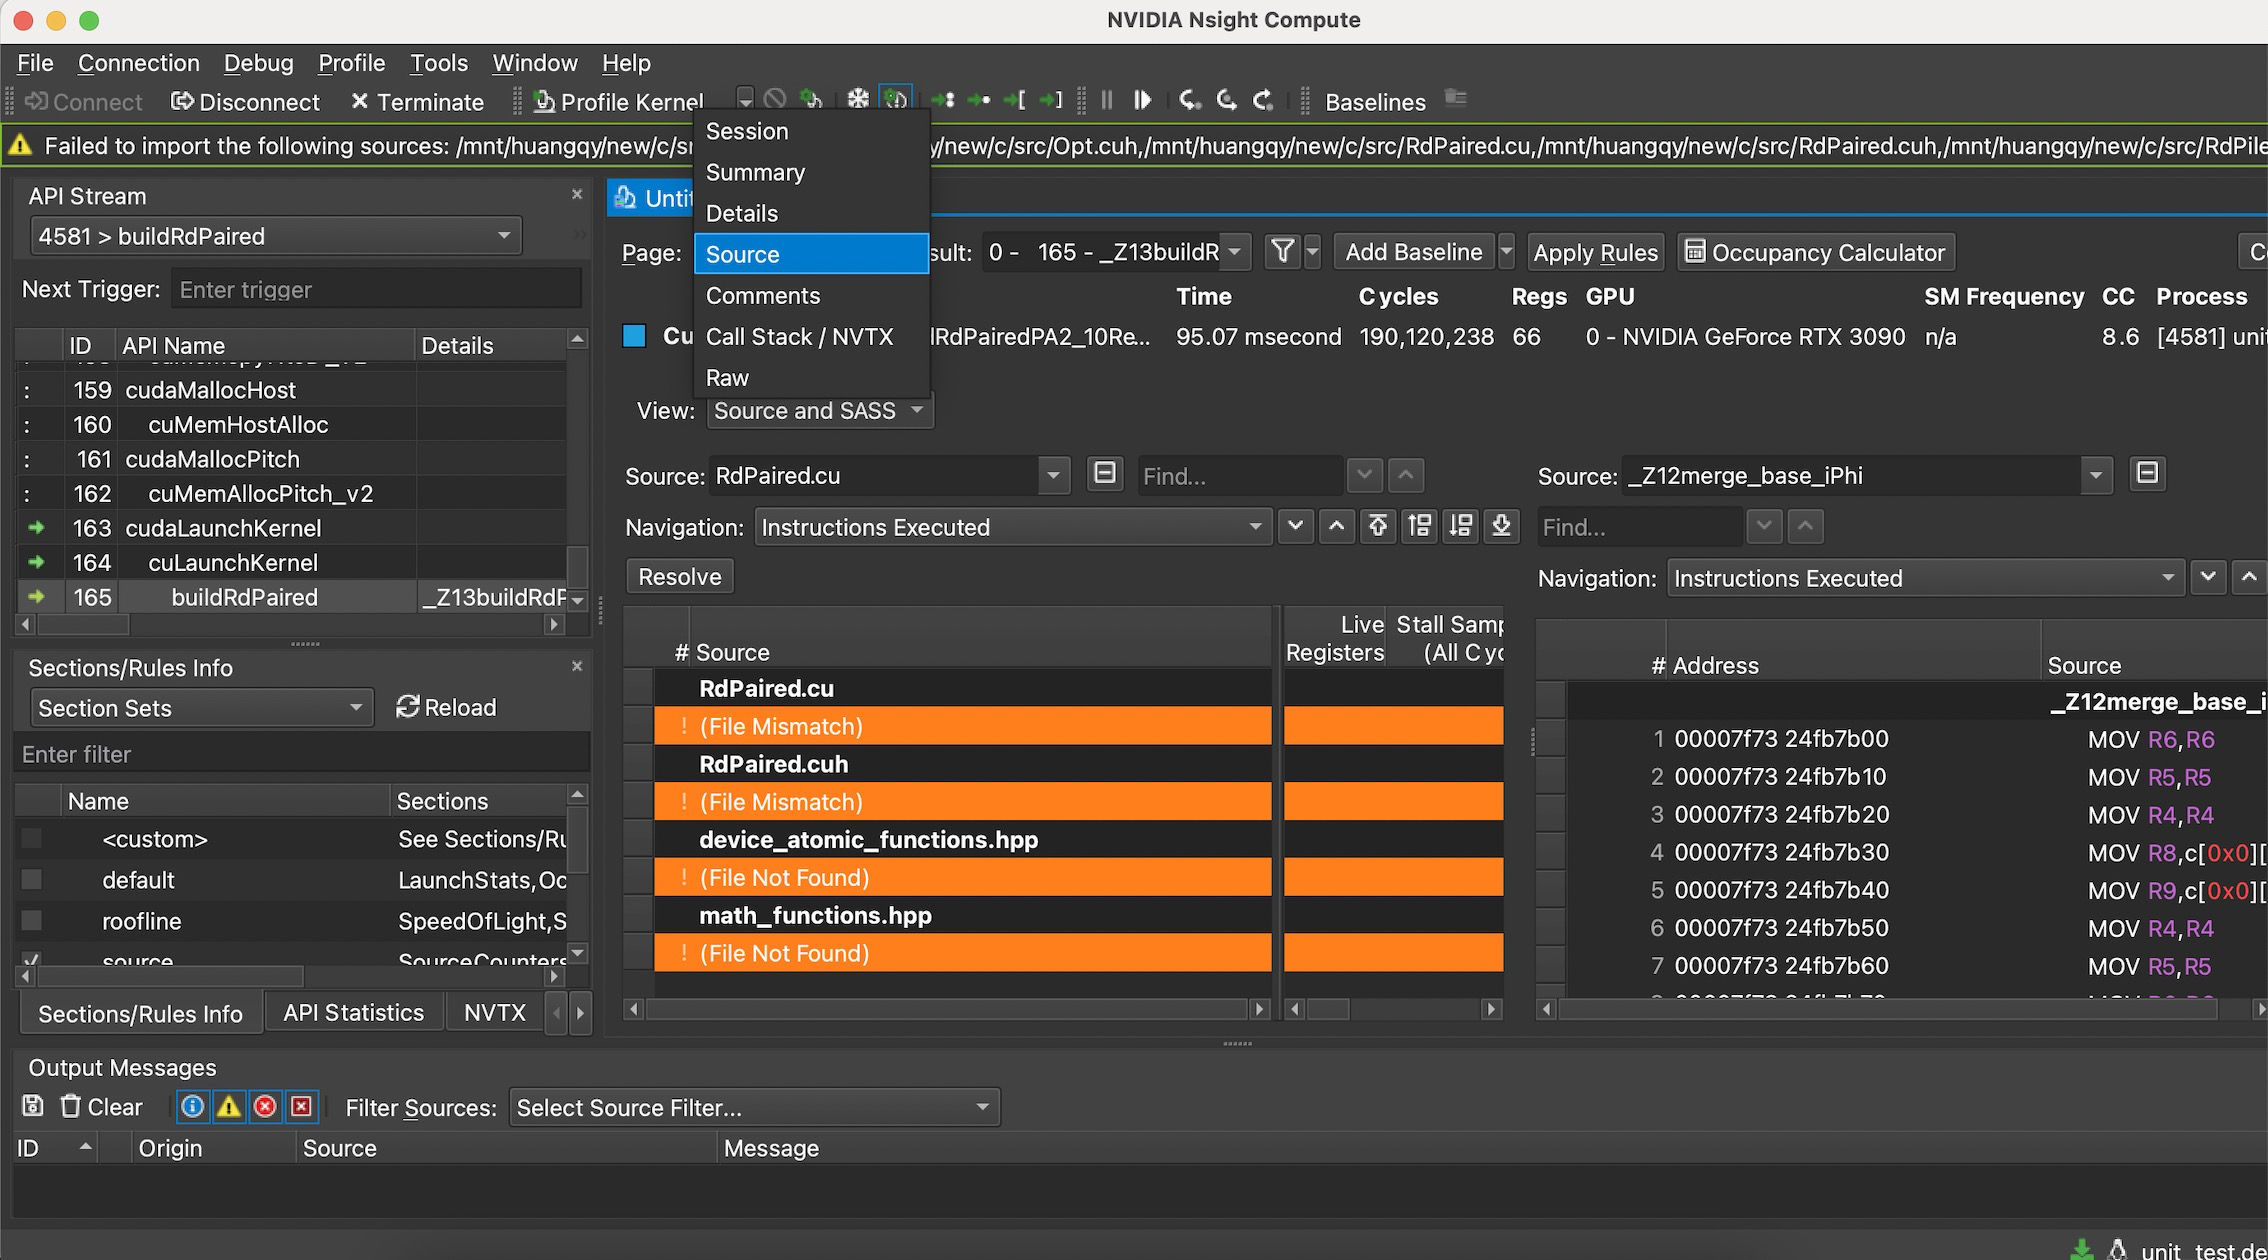 NVIDIA Nsight Compute
File Debug Profile Tools Window Help Connection
Connect Disconnect Terminate Profile Kernel Baselines
Failed to import the following sources: /mnt/huangqy/new/c/sr y/new/c/src/Opt.cuh,/mnt/huangqy/new/c/src/RdPaired.cu,/mnt/huangqy/new/c/src/RdPaired.cuh,/mnt/huangqy/new/c/src/RdPile
Session
Summary
Details
Source
Comments
Call Stack / NVTX
Raw
API Stream
4581 > buildRdPaired
Next Trigger: Enter trigger
ID API Name Details
: 159 cudaMallocHost
: 160 cuMemHostAlloc
: 161 cudaMallocPitch
: 162 cuMemAllocPitch_v2
163 cudaLaunchKernel
164 cuLaunchKernel
165 buildRdPaired _Z13buildRdP
Sections/Rules Info
Section Sets Reload
Enter filter
Name Sections
<custom> See Sections/Ru
default LaunchStats,Oc
roofline SpeedOfLight,S
source SourceCounters
Sections/Rules Info API Statistics NVTX
Untit
Page: sult: 0 - 165 - _Z13buildR Add Baseline Apply Rules Occupancy Calculator C
Time Cycles Regs GPU SM Frequency CC Process
Cu lRdPairedPA2_10Re... 95.07 msecond 190,120,238 66 0 - NVIDIA GeForce RTX 3090 n/a 8.6 [4581] unit
View: Source and SASS
Source: RdPaired.cu Find...
Navigation: Instructions Executed
Resolve
# Source Live Registers Stall Samp (All Cyc
RdPaired.cu
! (File Mismatch)
RdPaired.cuh
! (File Mismatch)
device_atomic_functions.hpp
! (File Not Found)
math_functions.hpp
! (File Not Found)
Source: _Z12merge_base_iPhi
Find...
Navigation: Instructions Executed
# Address Source
_Z12merge_base_i
1 00007f73 24fb7b00 MOV R6,R6
2 00007f73 24fb7b10 MOV R5,R5
3 00007f73 24fb7b20 MOV R4,R4
4 00007f73 24fb7b30 MOV R8,c[0x0][
5 00007f73 24fb7b40 MOV R9,c[0x0][
6 00007f73 24fb7b50 MOV R4,R4
7 00007f73 24fb7b60 MOV R5,R5
Output Messages
Clear Filter Sources: Select Source Filter...
ID Origin Source Message
unit_test.de